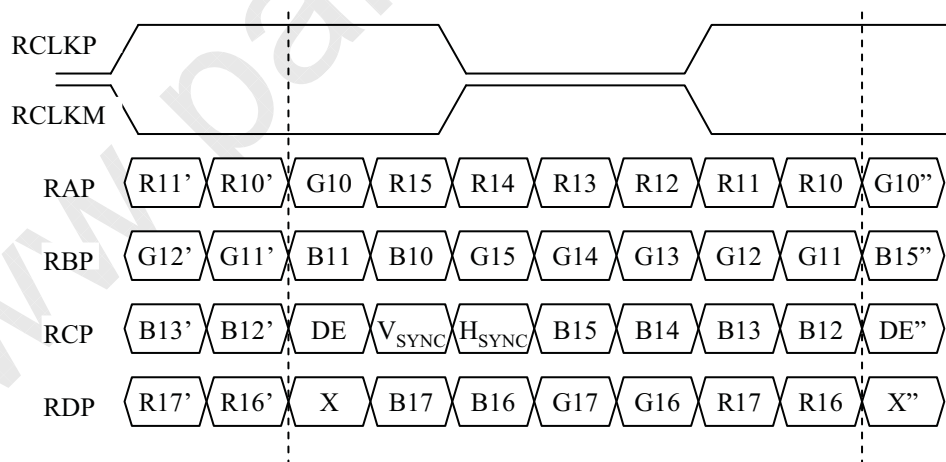 RCLKP
RCLKM
RAP R11’ R10’ G10 R15 R14 R13 R12 R11 R10 G10”
RBP G12’ G11’ B11 B10 G15 G14 G13 G12 G11 B15”
RCP B13’ B12’ DE VSYNC HSYNC B15 B14 B13 B12 DE”
RDP R17’ R16’ X B17 B16 G17 G16 R17 R16 X”